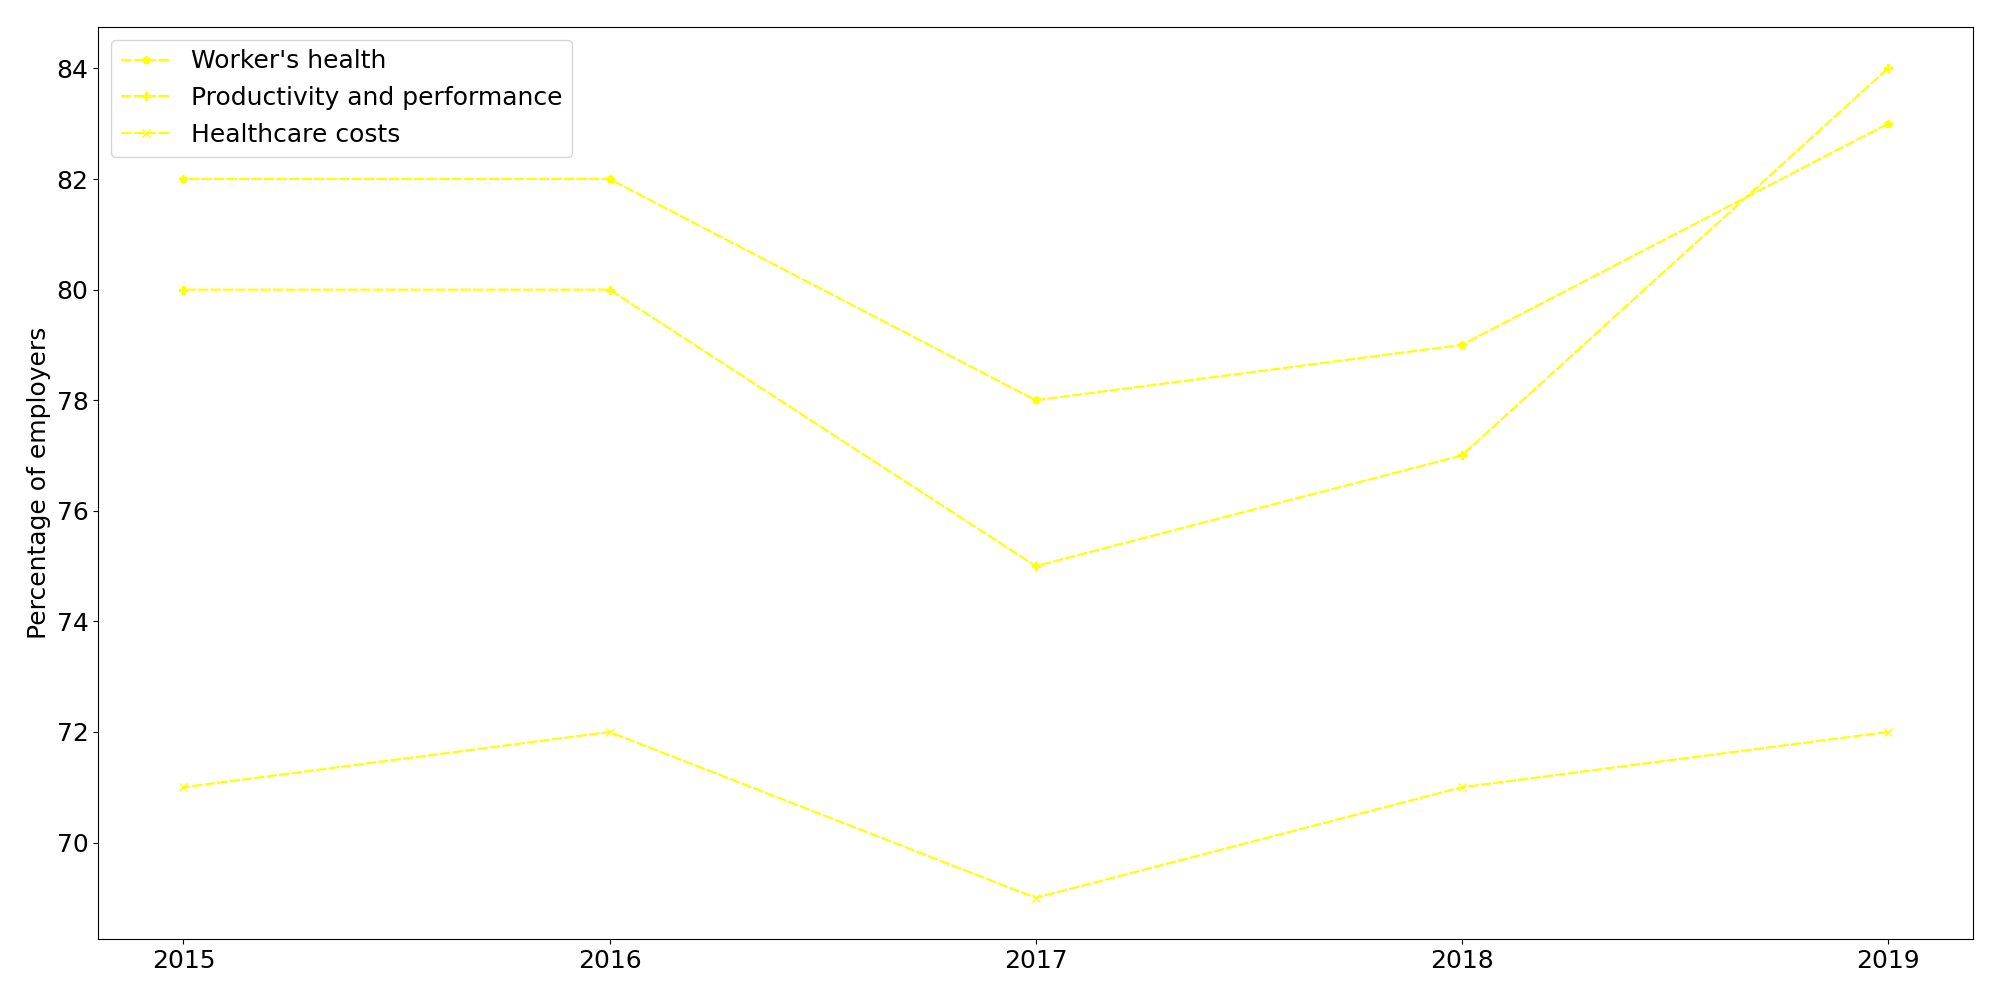 Worker's health
Productivity and performance
Healthcare costs
Percentage of employers
84
82
80
78
76
74
72
70
2015 2016 2017 2018 2019